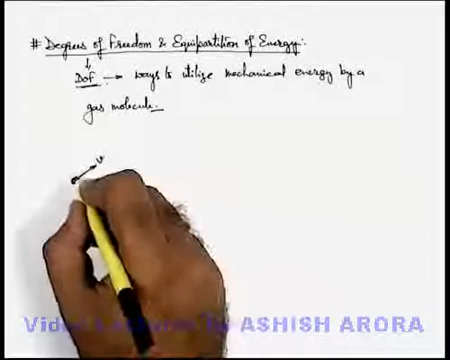 # Degrees of Freedom & Equipartition of Energy:
↓
DoF → ways to utilize mechanical energy by a
gas molecule.
v
Video Lectures by ASHISH ARORA